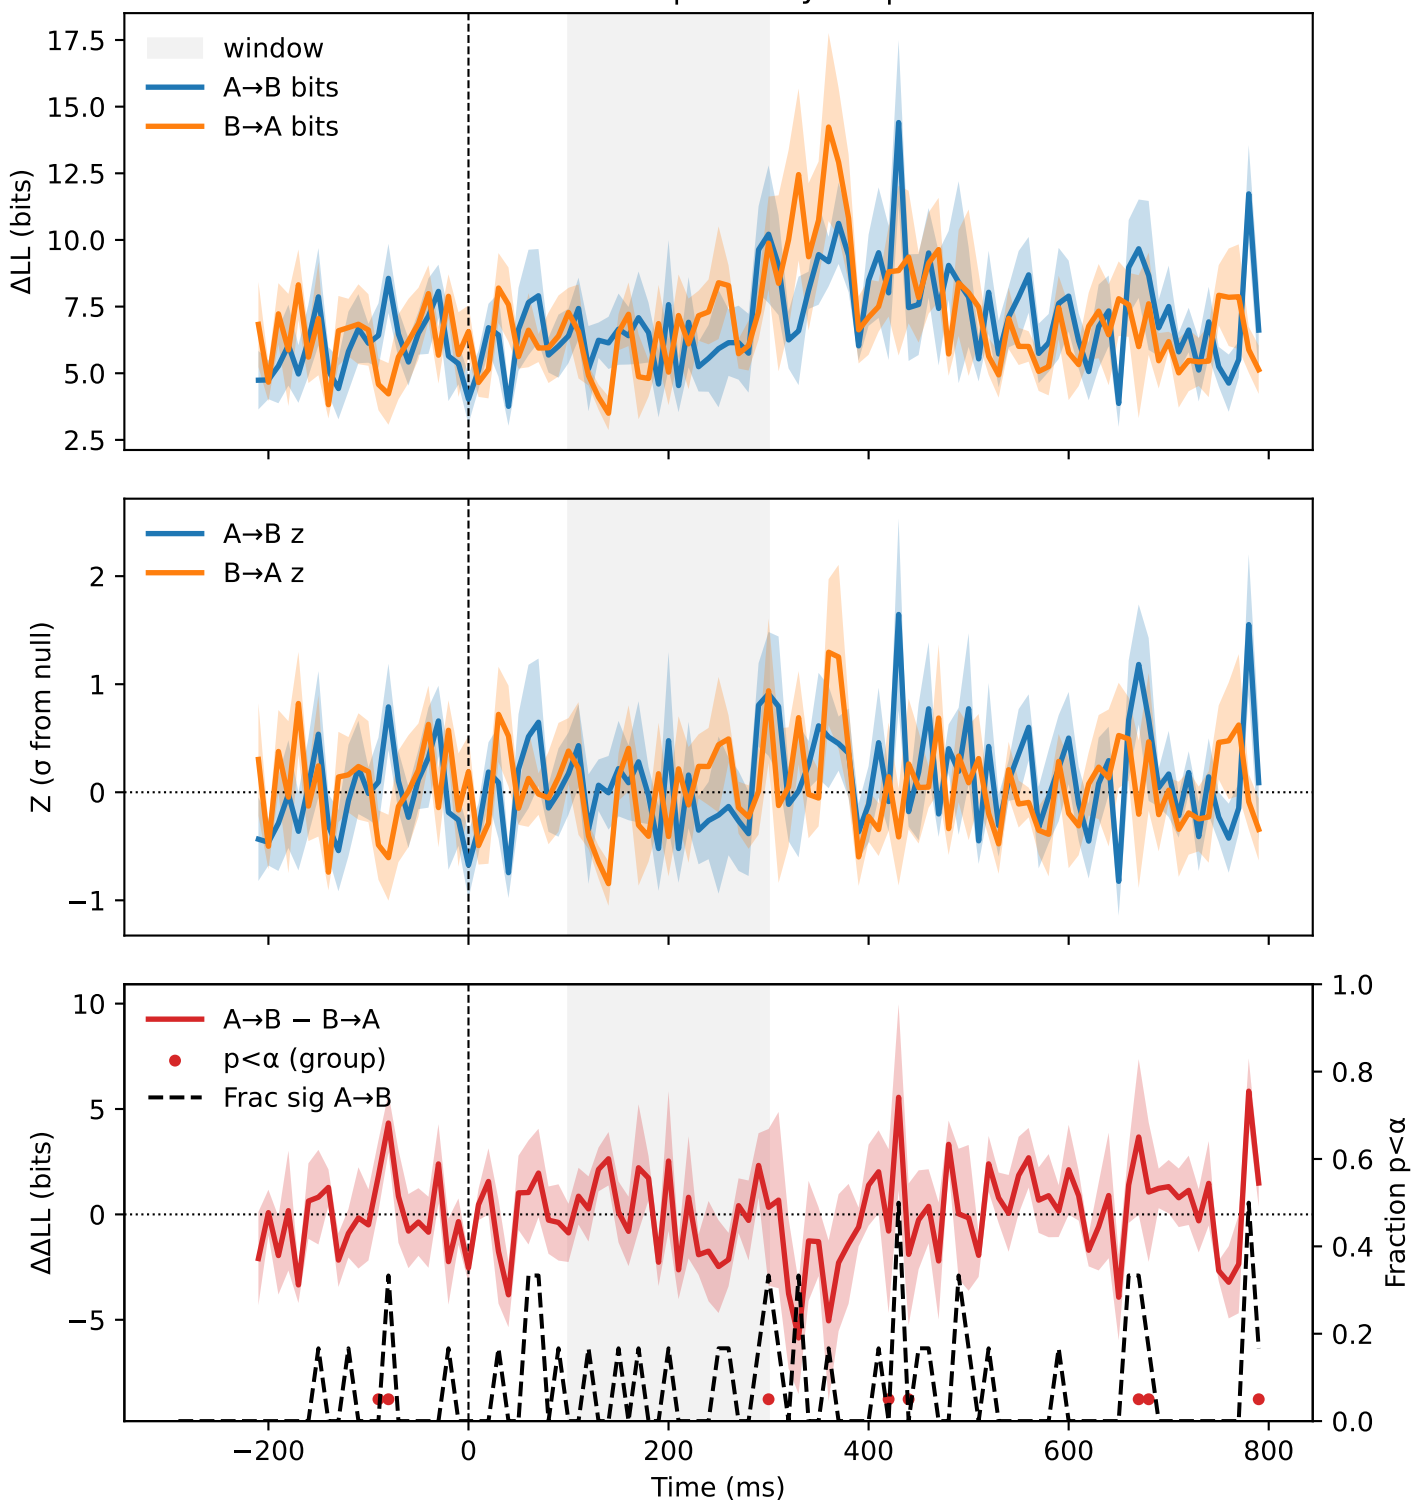 17.5
15.0
12.5
10.0
7.5
5.0
2.5
ΔLL (bits)
window
A→B bits
B→A bits
2
1
0
−1
Z (σ from null)
A→B z
B→A z
10
5
0
−5
ΔΔLL (bits)
A→B − B→A
p<α (group)
Frac sig A→B
1.0
0.8
0.6
0.4
0.2
0.0
Fraction p<α
−200
0
200
400
600
800
Time (ms)